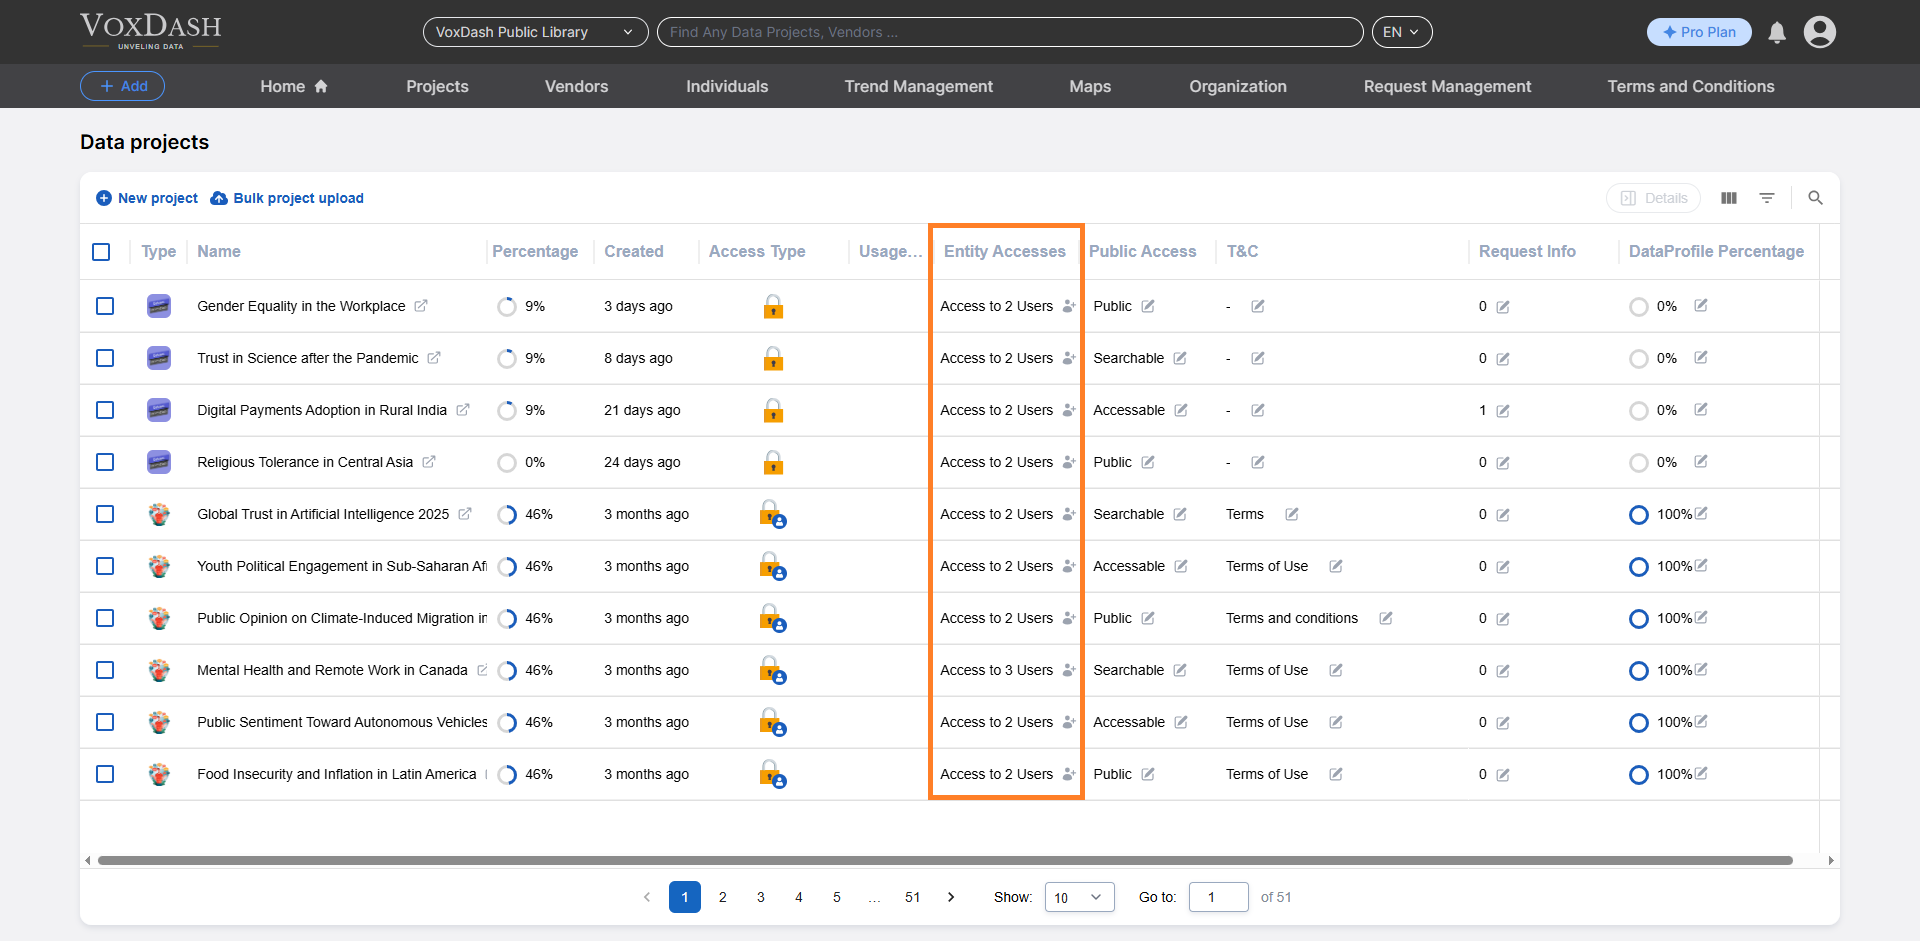 VoxDash
UNVELING DATA
VoxDash Public Library
Find Any Data Projects, Vendors ...
EN
Pro Plan
+ Add
Home
Projects
Vendors
Individuals
Trend Management
Maps
Organization
Request Management
Terms and Conditions
Data projects
New project
Bulk project upload
Details
Type Name Percentage Created Access Type Usage... Entity Accesses Public Access T&C Request Info DataProfile Percentage
Gender Equality in the Workplace 9% 3 days ago Access to 2 Users Public - 0 0%
Trust in Science after the Pandemic 9% 8 days ago Access to 2 Users Searchable - 0 0%
Digital Payments Adoption in Rural India 9% 21 days ago Access to 2 Users Accessable - 1 0%
Religious Tolerance in Central Asia 0% 24 days ago Access to 2 Users Public - 0 0%
Global Trust in Artificial Intelligence 2025 46% 3 months ago Access to 2 Users Searchable Terms 0 100%
Youth Political Engagement in Sub-Saharan Af 46% 3 months ago Access to 2 Users Accessable Terms of Use 0 100%
Public Opinion on Climate-Induced Migration in 46% 3 months ago Access to 2 Users Public Terms and conditions 0 100%
Mental Health and Remote Work in Canada 46% 3 months ago Access to 3 Users Searchable Terms of Use 0 100%
Public Sentiment Toward Autonomous Vehicles 46% 3 months ago Access to 2 Users Accessable Terms of Use 0 100%
Food Insecurity and Inflation in Latin America 46% 3 months ago Access to 2 Users Public Terms of Use 0 100%
1 2 3 4 5 ... 51 Show: 10 Go to: 1 of 51